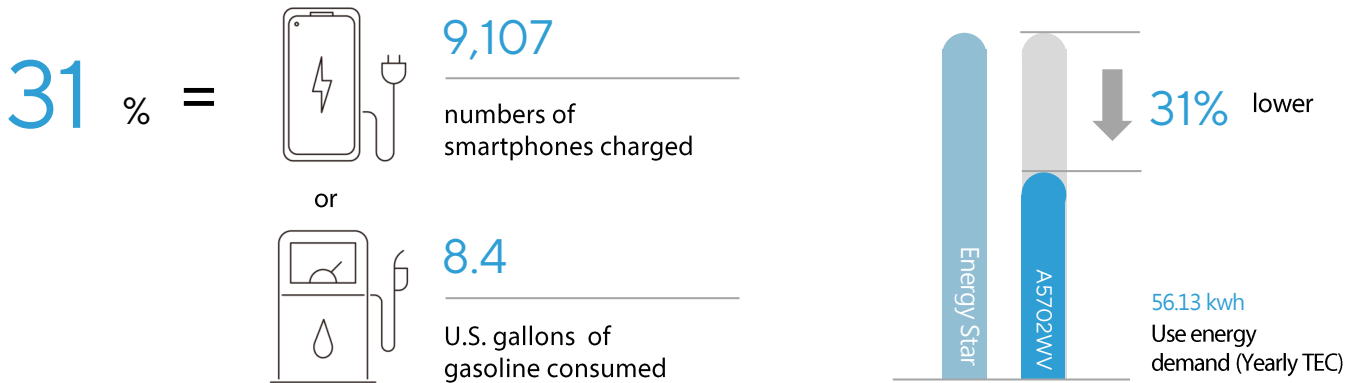 31 % =
9,107
numbers of
smartphones charged
or
8.4
U.S. gallons of
gasoline consumed
Energy Star
A5702WV
31% lower
56.13 kwh
Use energy
demand (Yearly TEC)